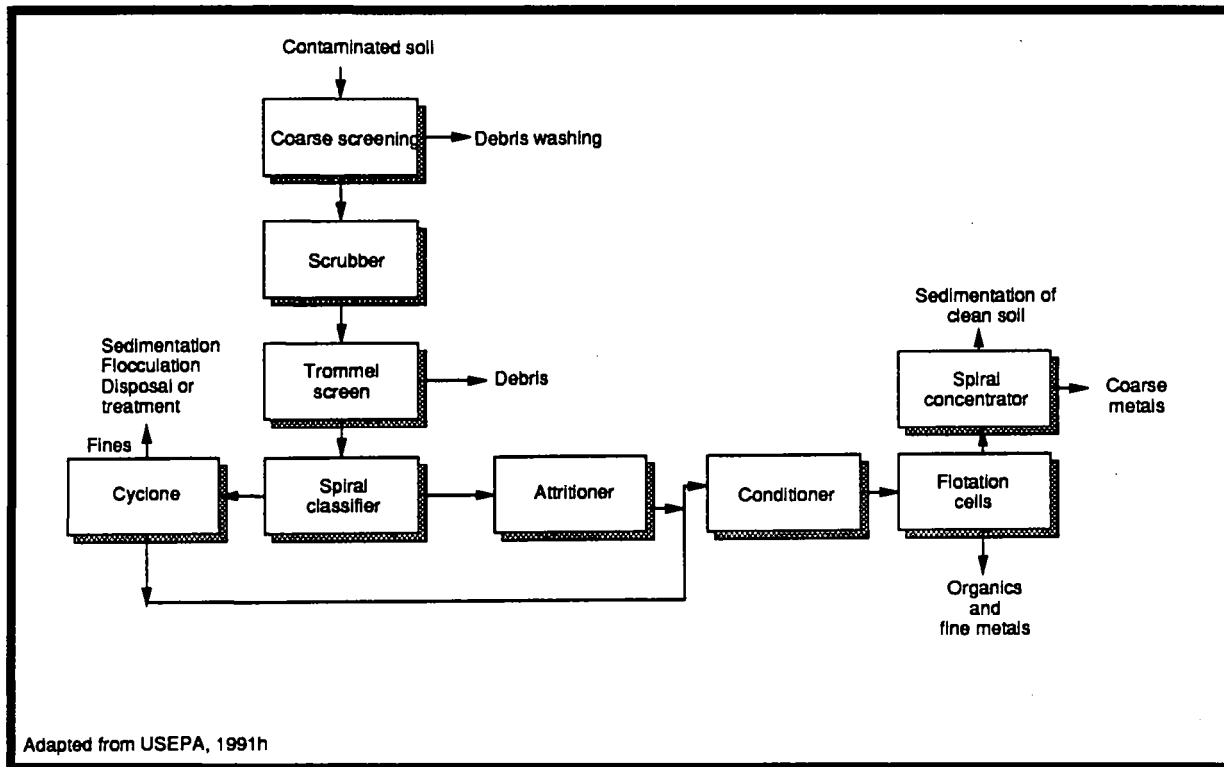 Contaminated soil
Coarse screening
Debris washing
Scrubber
Sedimentation of
clean soil
Sedimentation
Flocculation
Disposal or
treatment
Trommel
screen
Debris
Spiral
concentrator
Coarse
metals
Fines
Cyclone
Spiral
classifier
Attritioner
Conditioner
Flotation
cells
Organics
and
fine metals
Adapted from USEPA, 1991h